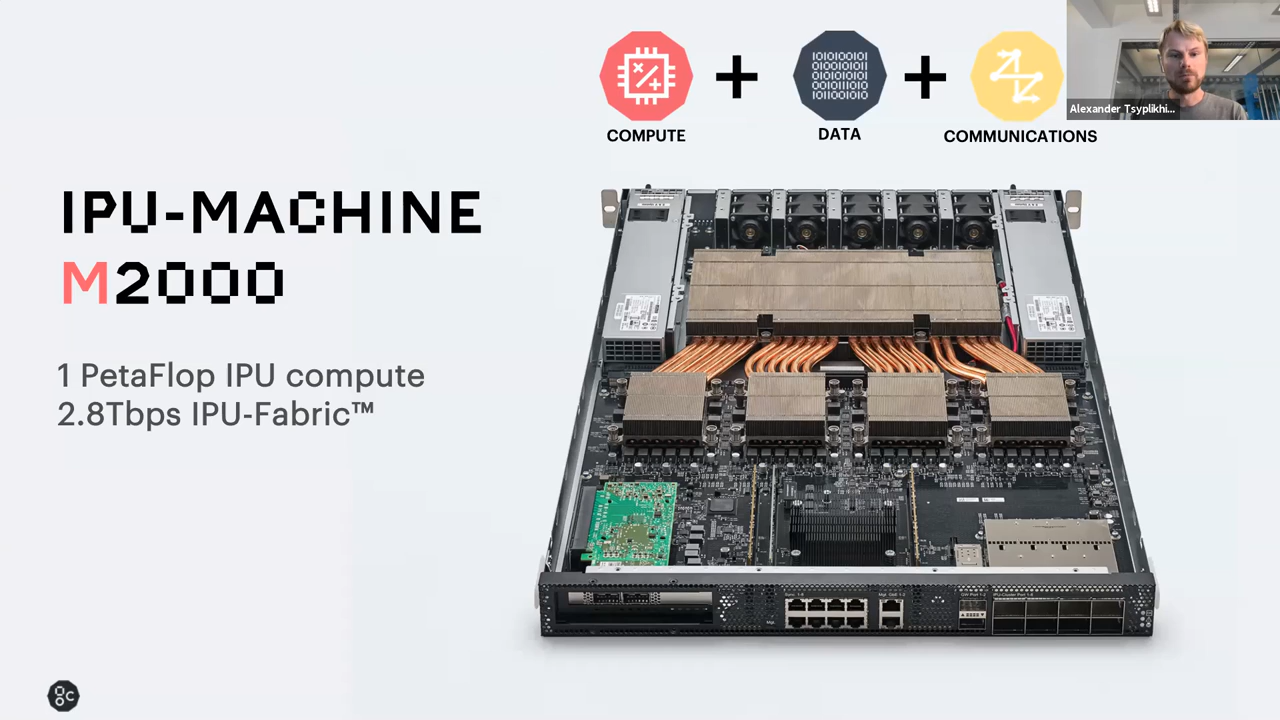 COMPUTE
DATA
COMMUNICATIONS
Alexander Tsyplikhi...
IPU-MACHINE
M2000
1 PetaFlop IPU compute
2.8Tbps IPU-Fabric™